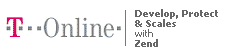 T··Online
Develop, Protect
& Scales
with
Zend